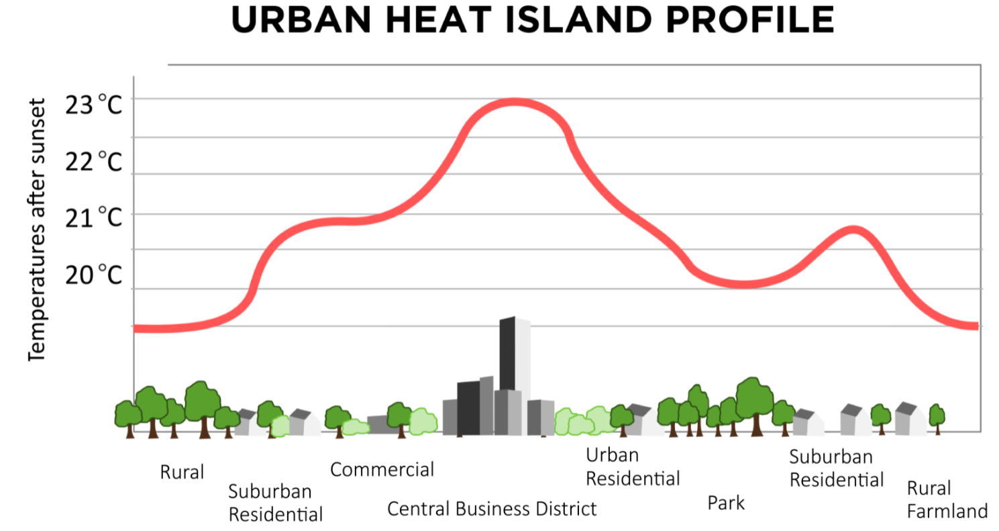 URBAN HEAT ISLAND PROFILE
Temperatures after sunset
23 °C
22 °C
21 °C
20 °C
Rural
Suburban
Residential
Commercial
Central Business District
Urban
Residential
Park
Suburban
Residential
Rural
Farmland